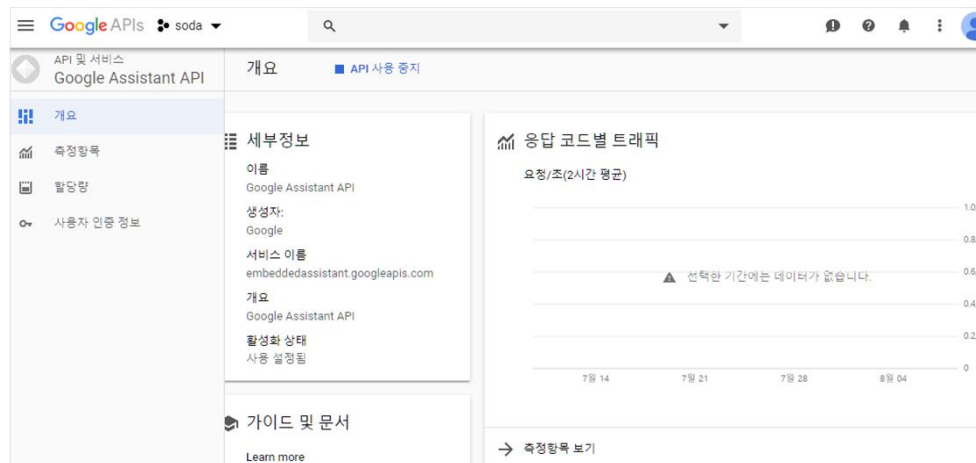 Google APIs soda
API 및 서비스
Google Assistant API
개요
측정항목
할당량
사용자 인증 정보
개요 API 사용 중지
세부정보
이름
Google Assistant API
생성자:
Google
서비스 이름
embeddedassistant.googleapis.com
개요
Google Assistant API
활성화 상태
사용 설정됨
가이드 및 문서
Learn more
응답 코드별 트래픽
요청/초(2시간 평균)
1.0
0.8
0.6
선택한 기간에는 데이터가 없습니다.
0.4
0.2
0
7월 14 7월 21 7월 28 8월 04
측정항목 보기